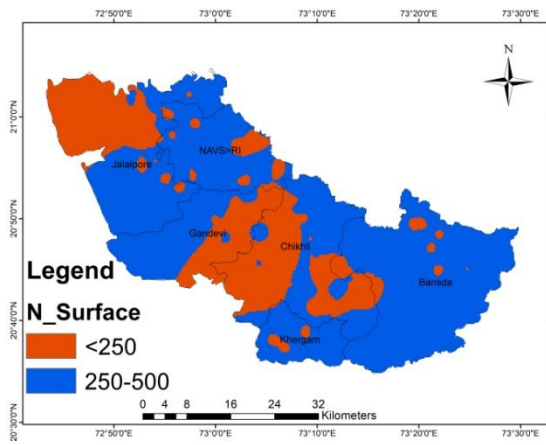 72°50'0"E 73°0'0"E 73°10'0"E 73°20'0"E 73°30'0"E
N
21°0'0"N
NAVS>RI
Jalalpore
20°50'0"N
Gandevi
Chikhli
Legend
Bansda
N_Surface
20°40'0"N
<250
Khergam
250-500
0 2 4 8 16 24 32
Kilometers
20°30'0"N
72°50'0"E 73°0'0"E 73°10'0"E 73°20'0"E 73°30'0"E